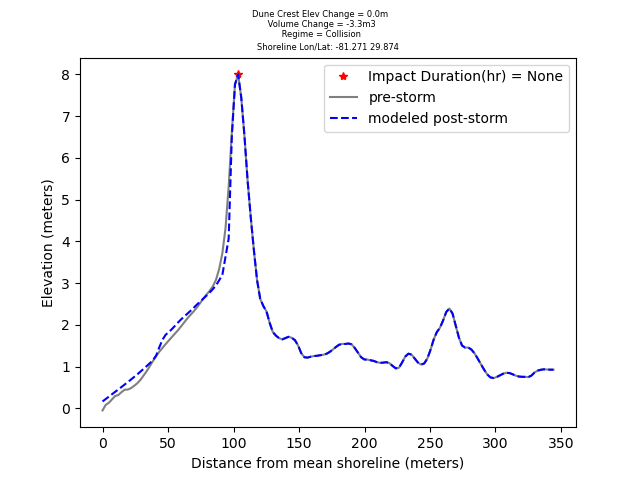 Dune Crest Elev Change = 0.0m
Volume Change = -3.3m3
Regime = Collision
Shoreline Lon/Lat: -81.271 29.874
Impact Duration(hr) = None
pre-storm
modeled post-storm
Elevation (meters)
8
7
6
5
4
3
2
1
0
0 50 100 150 200 250 300 350
Distance from mean shoreline (meters)